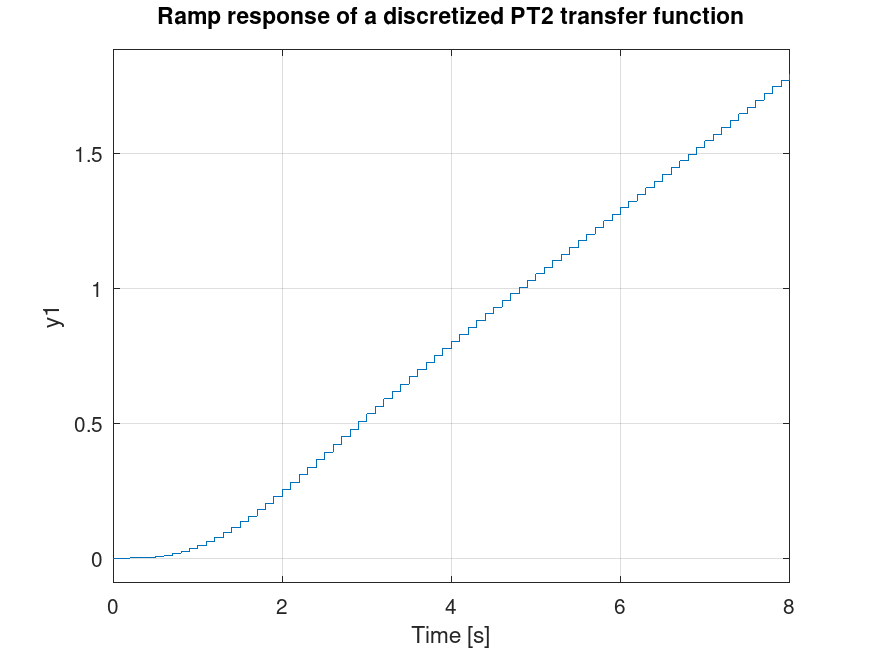 Ramp response of a discretized PT2 transfer function
1.5
1
0.5
0
y1
0 2 4 6 8
Time [s]